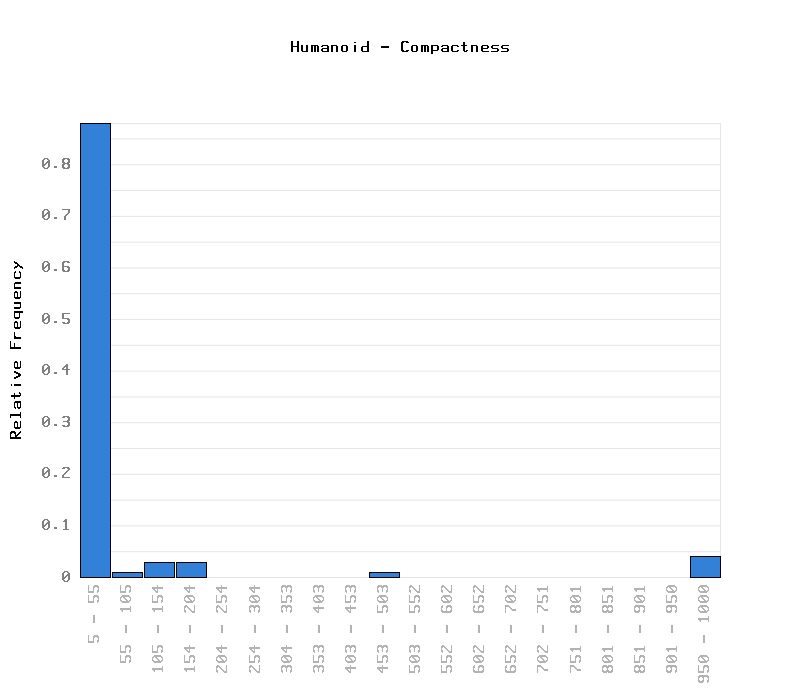 Humanoid - Compactness
Relative Frequency
0.8
0.7
0.6
0.5
0.4
0.3
0.2
0.1
0
5 - 55
55 - 105
105 - 154
154 - 204
204 - 254
254 - 304
304 - 353
353 - 403
403 - 453
453 - 503
503 - 552
552 - 602
602 - 652
652 - 702
702 - 751
751 - 801
801 - 851
851 - 901
901 - 950
950 - 1000